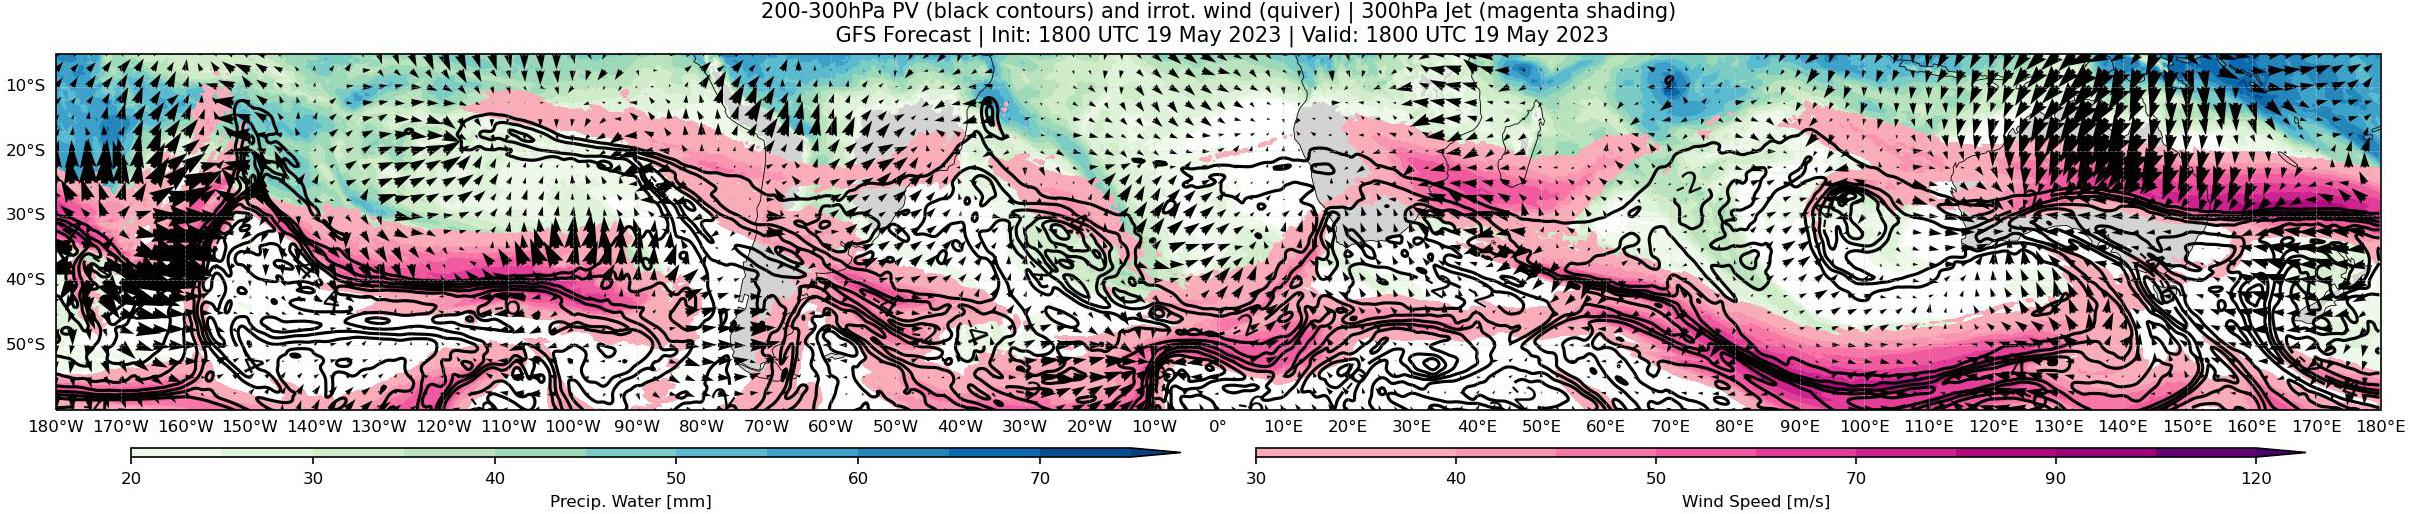 200-300hPa PV (black contours) and irrot. wind (quiver) | 300hPa Jet (magenta shading)
GFS Forecast | Init: 1800 UTC 19 May 2023 | Valid: 1800 UTC 19 May 2023
10°S
20°S
30°S
40°S
50°S
-2
180°W 170°W 160°W 150°W 140°W 130°W 120°W 110°W 100°W 90°W 80°W 70°W 60°W 50°W 40°W 30°W 20°W 10°W 0° 10°E 20°E 30°E 40°E 50°E 60°E 70°E 80°E 90°E 100°E 110°E 120°E 130°E 140°E 150°E 160°E 170°E 180°E
20 30 40 50 60 70 30 40 50 70 90 120
Precip. Water [mm] Wind Speed [m/s]